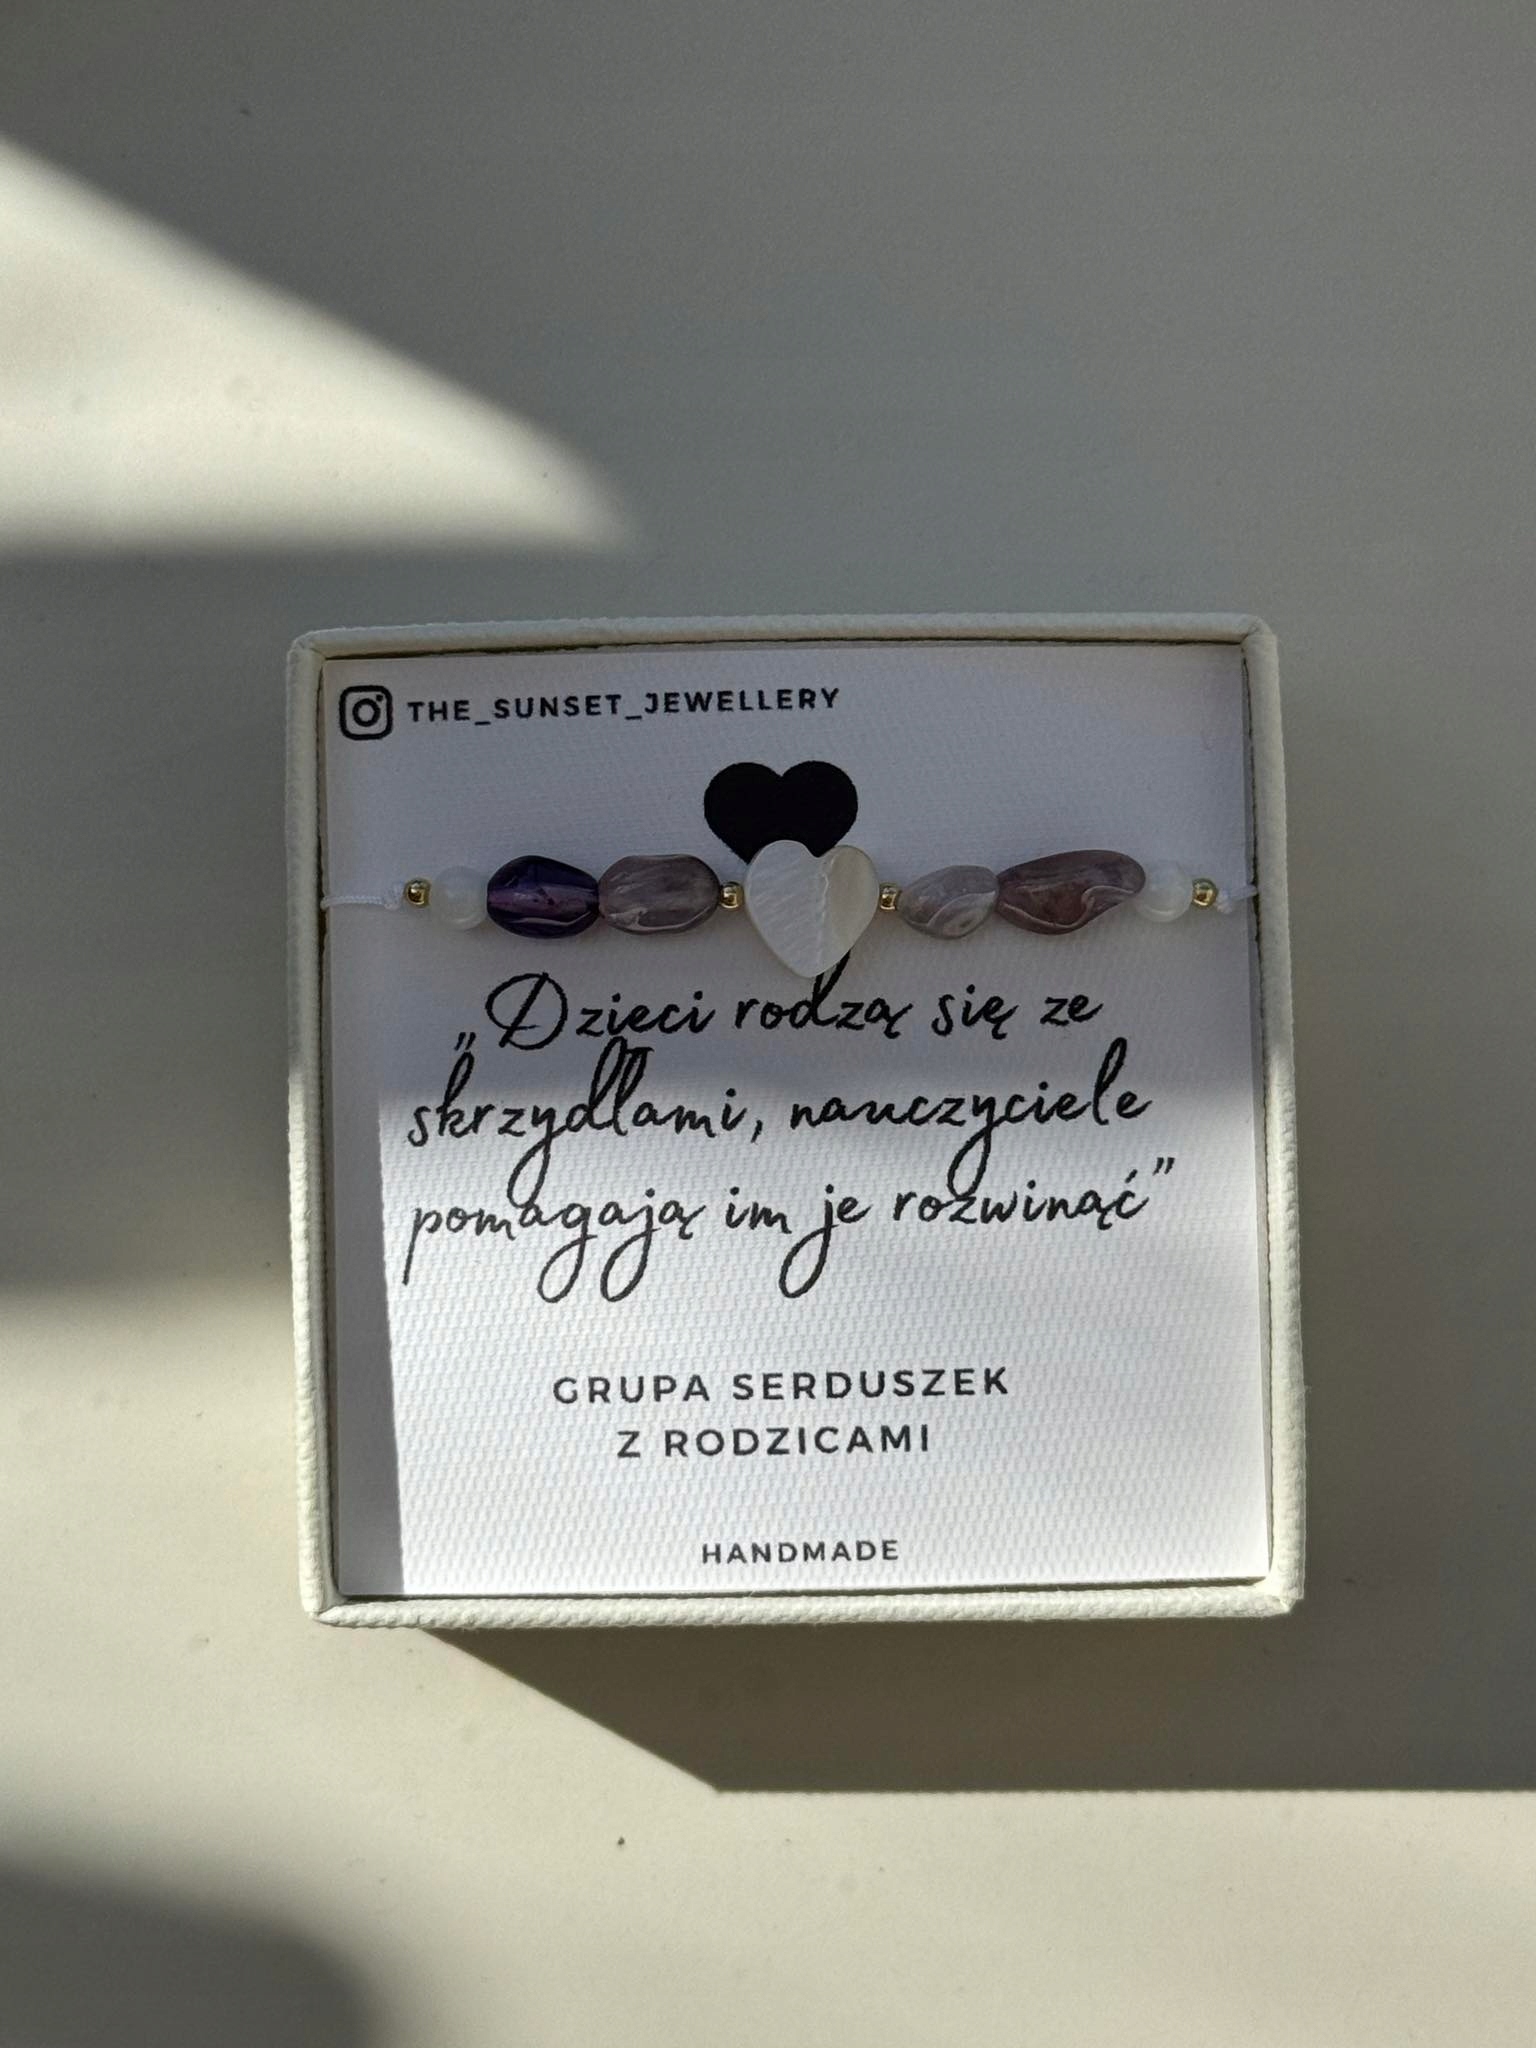 THE_SUNSET_JEWELLERY
„Dzieci rodzą się ze
skrzydłami, nauczyciele
pomagają im je rozwinąć”
GRUPA SERDUSZEK
Z RODZICAMI
HANDMADE